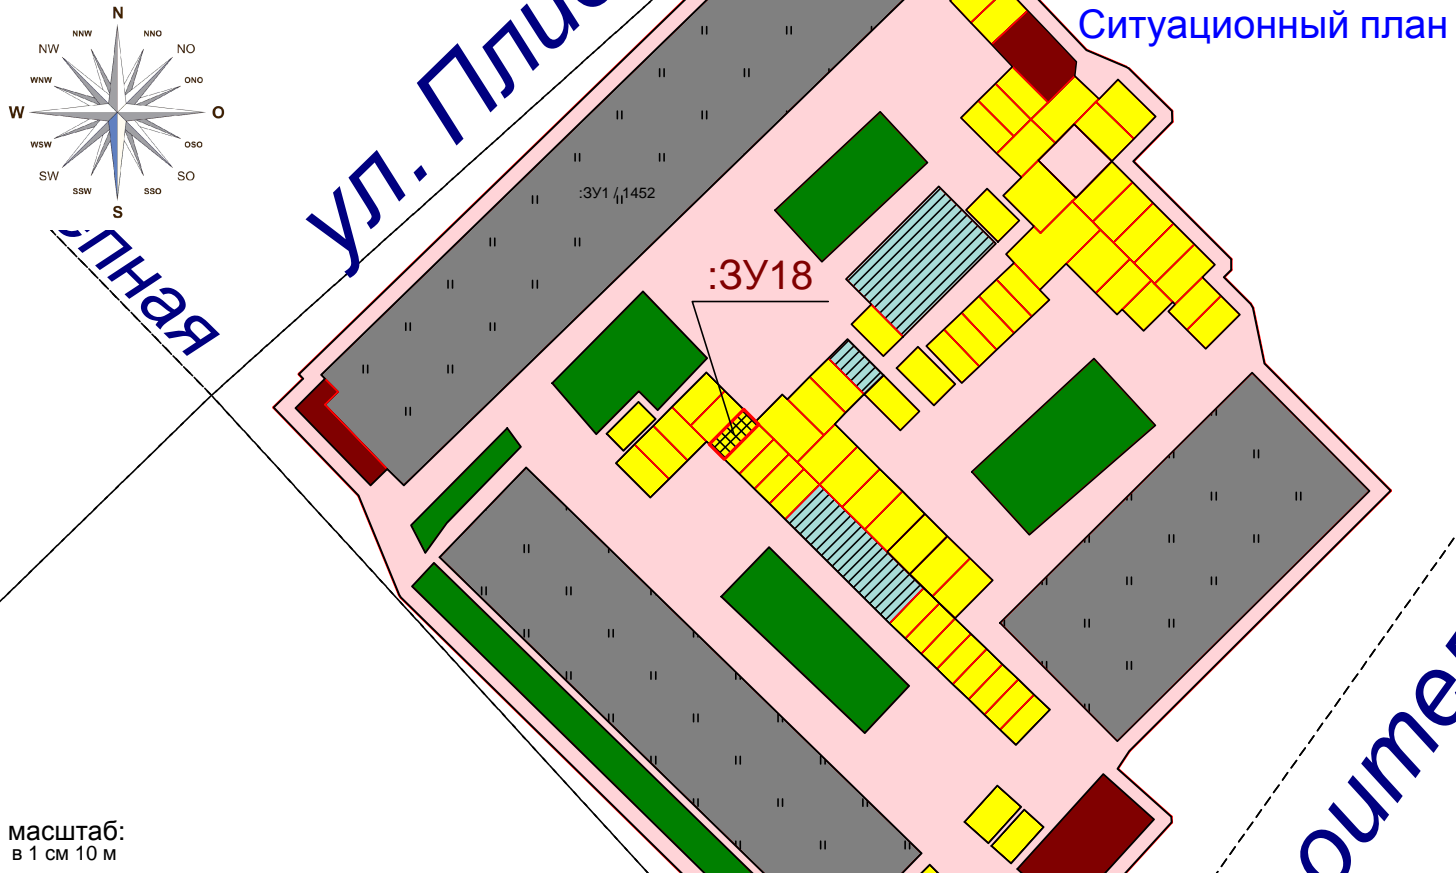 Ситуационный план
N
NNW
NNO
NW
NO
WNW
ONO
W
O
WSW
OSO
SW
SO
SSW
SSO
S
ул.
:ЗУ1 / 1452
:ЗУ18
масштаб:
в 1 см 10 м